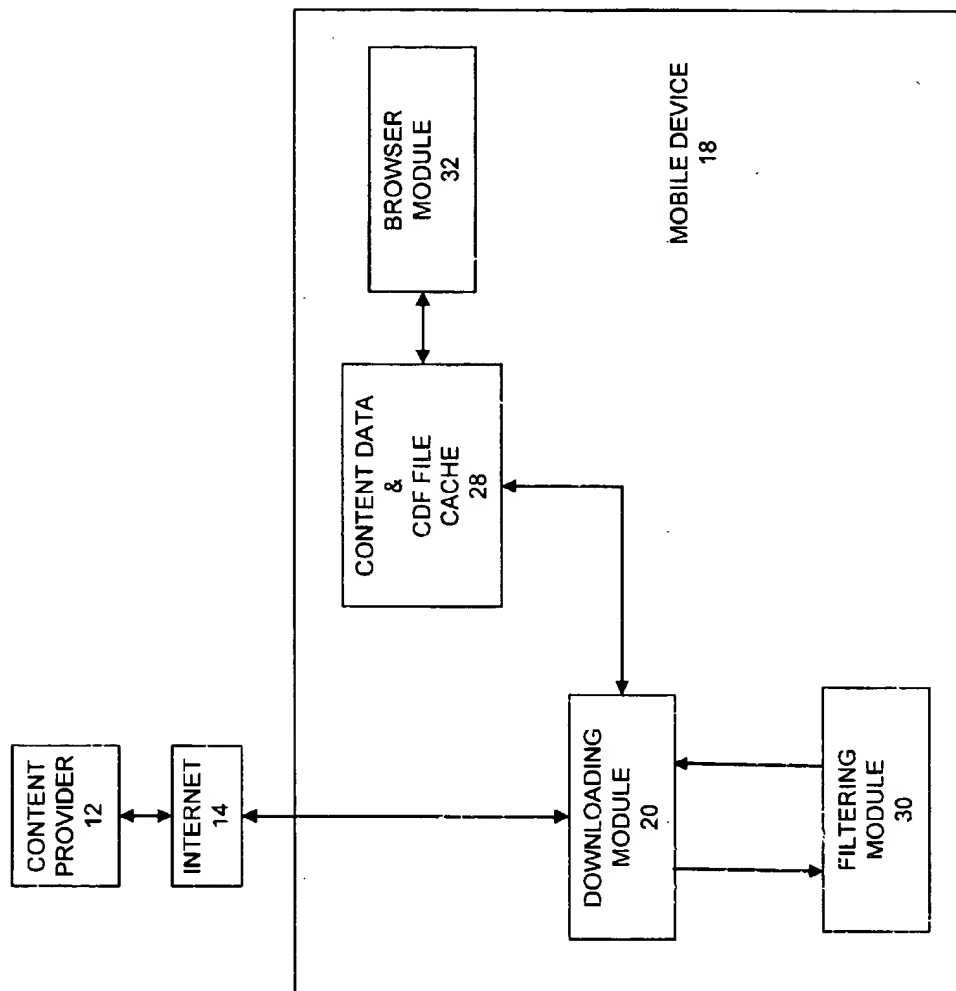 CONTENT
PROVIDER
12
INTERNET
14
DOWNLOADING
MODULE
20
FILTERING
MODULE
30
CONTENT DATA
&
CDF FILE
CACHE
28
BROWSER
MODULE
32
MOBILE DEVICE
18